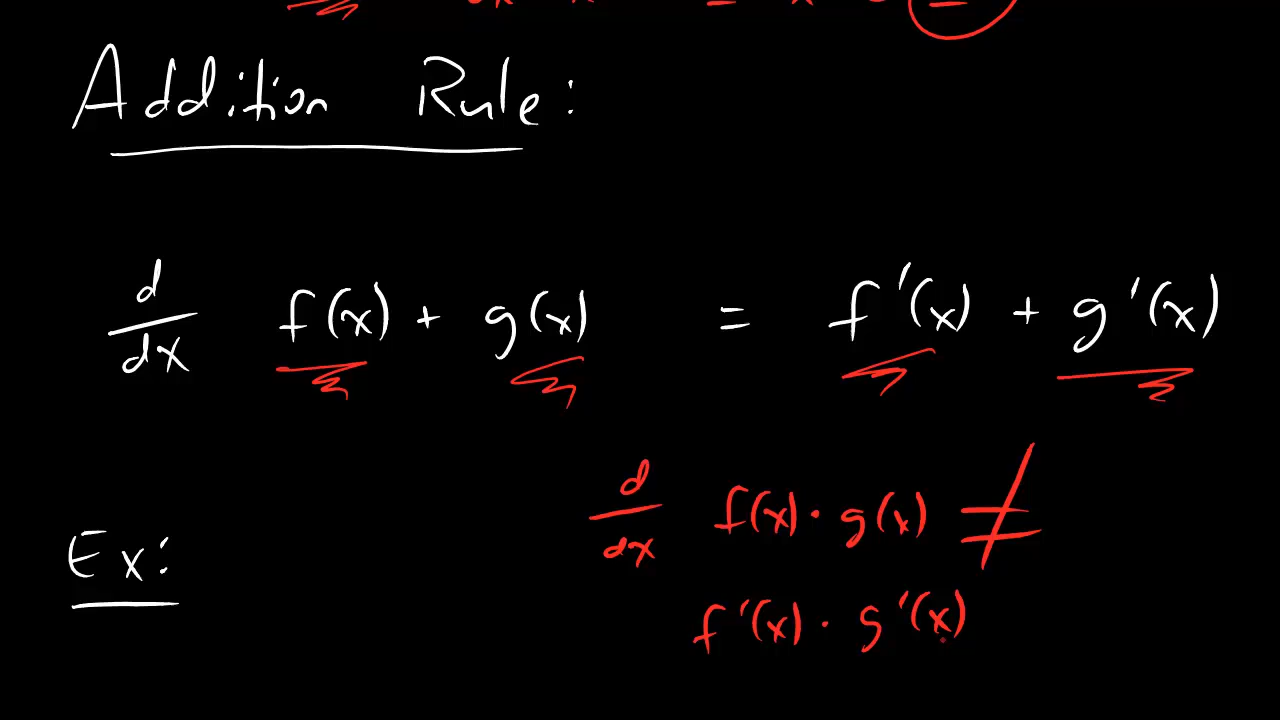 Addition Rule:
d/dx f(x) + g(x) = f'(x) + g'(x)
d/dx f(x) · g(x) ≠
Ex:
f'(x) · g'(x)